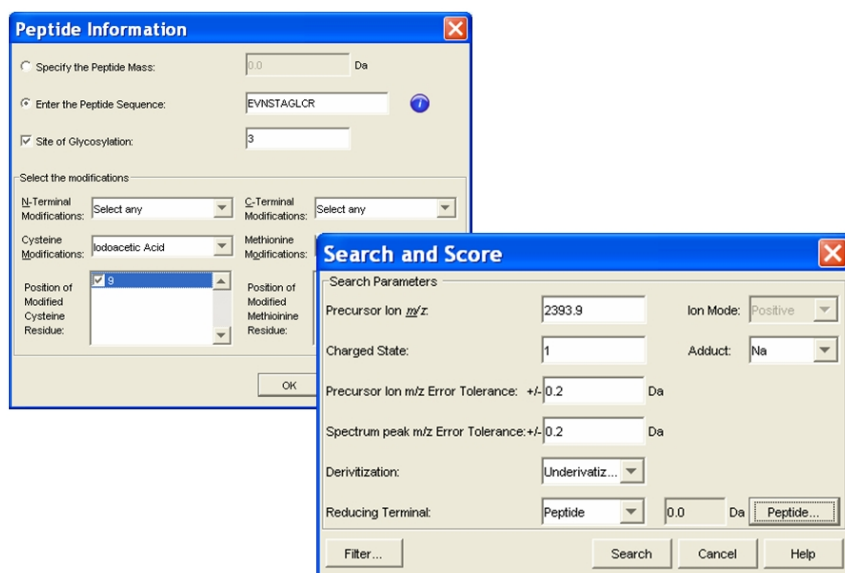 Peptide Information
Specify the Peptide Mass: 0.0 Da
Enter the Peptide Sequence: EVNSTAGLCR i
Site of Glycosylation: 3
Select the modifications
N-Terminal Modifications: Select any C-Terminal Modifications: Select any
Cysteine Modifications: Iodoacetic Acid Methionine Modifications:
Position of Modified Cysteine Residue: 9 Position of Modified Methioinine Residue:
OK
Search and Score
Search Parameters
Precursor Ion m/z: 2393.9 Ion Mode: Positive
Charged State: 1 Adduct: Na
Precursor Ion m/z Error Tolerance: +/- 0.2 Da
Spectrum peak m/z Error Tolerance:+/- 0.2 Da
Derivitization: Underivatiz...
Reducing Terminal: Peptide 0.0 Da Peptide...
Filter... Search Cancel Help